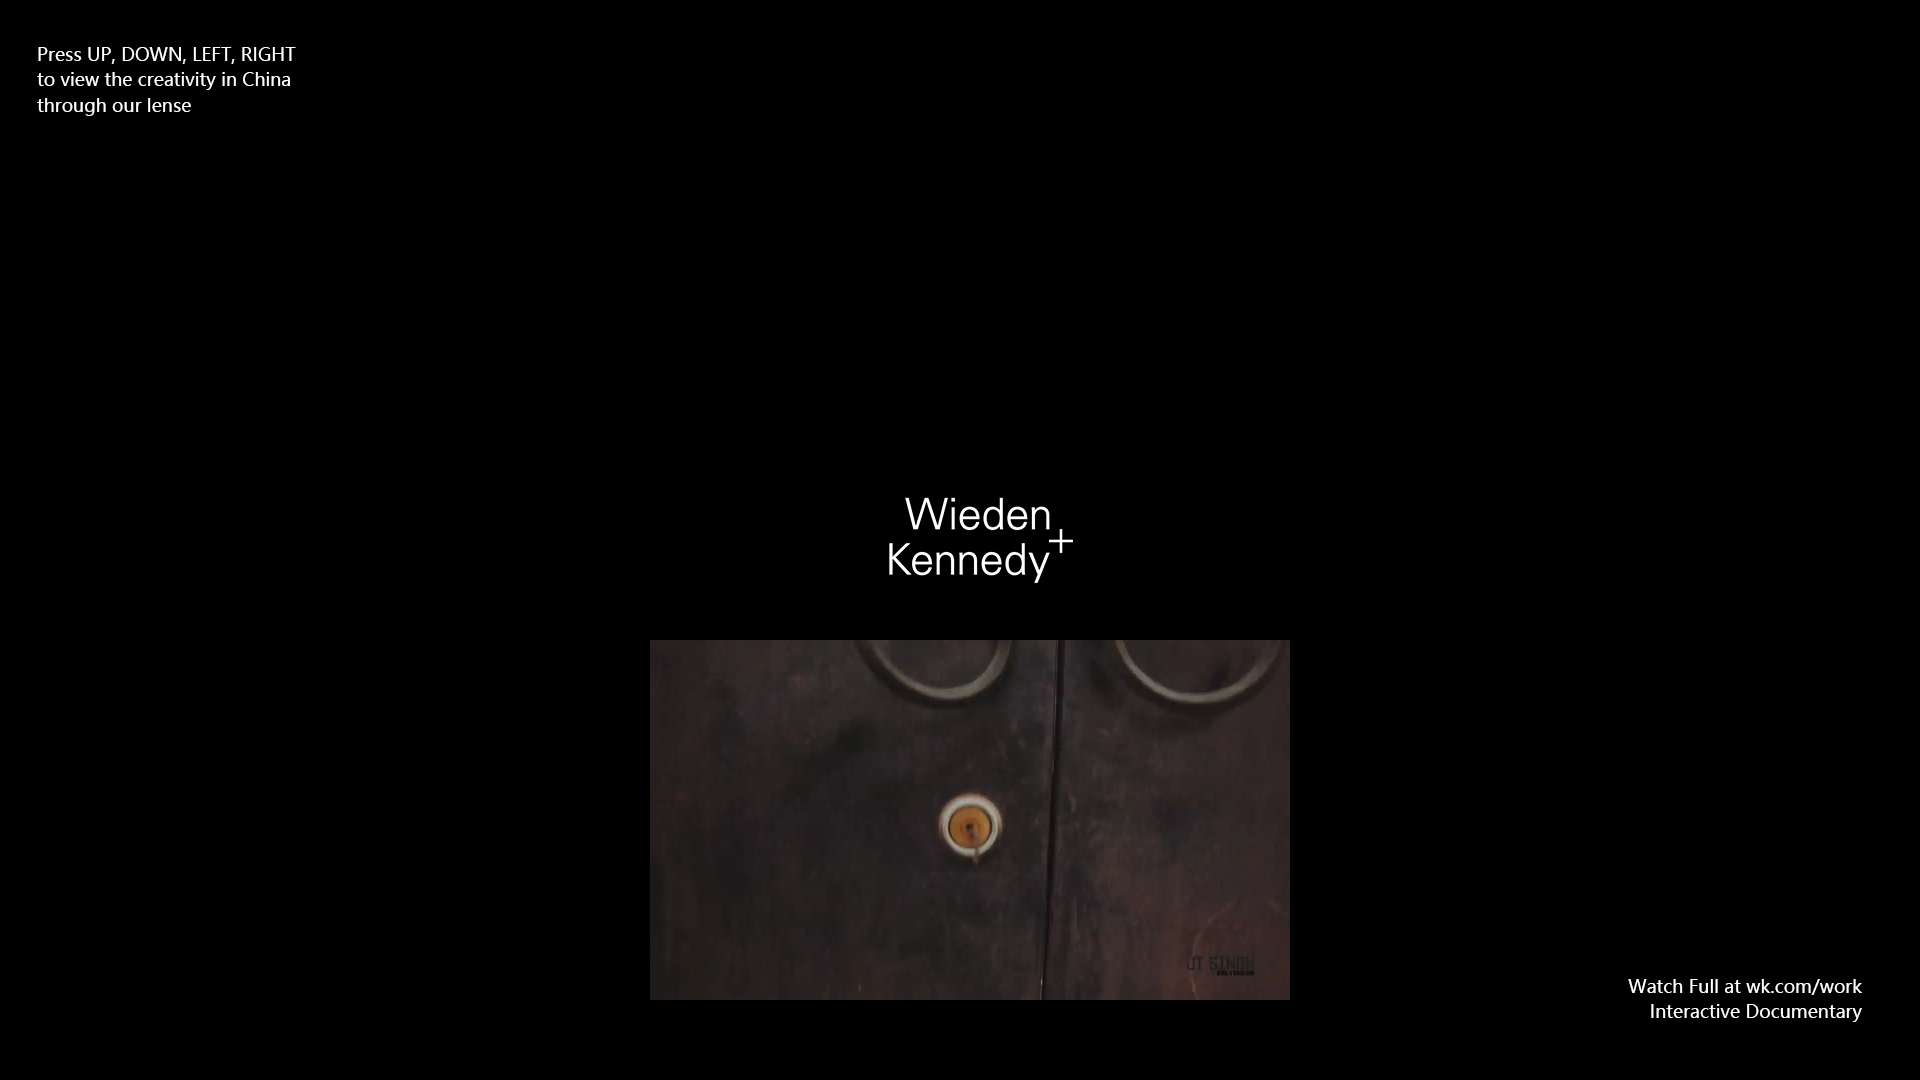 Press UP, DOWN, LEFT, RIGHT
to view the creativity in China
through our lense
Wieden
+
Kennedy
Watch Full at wk.com/work
Interactive Documentary